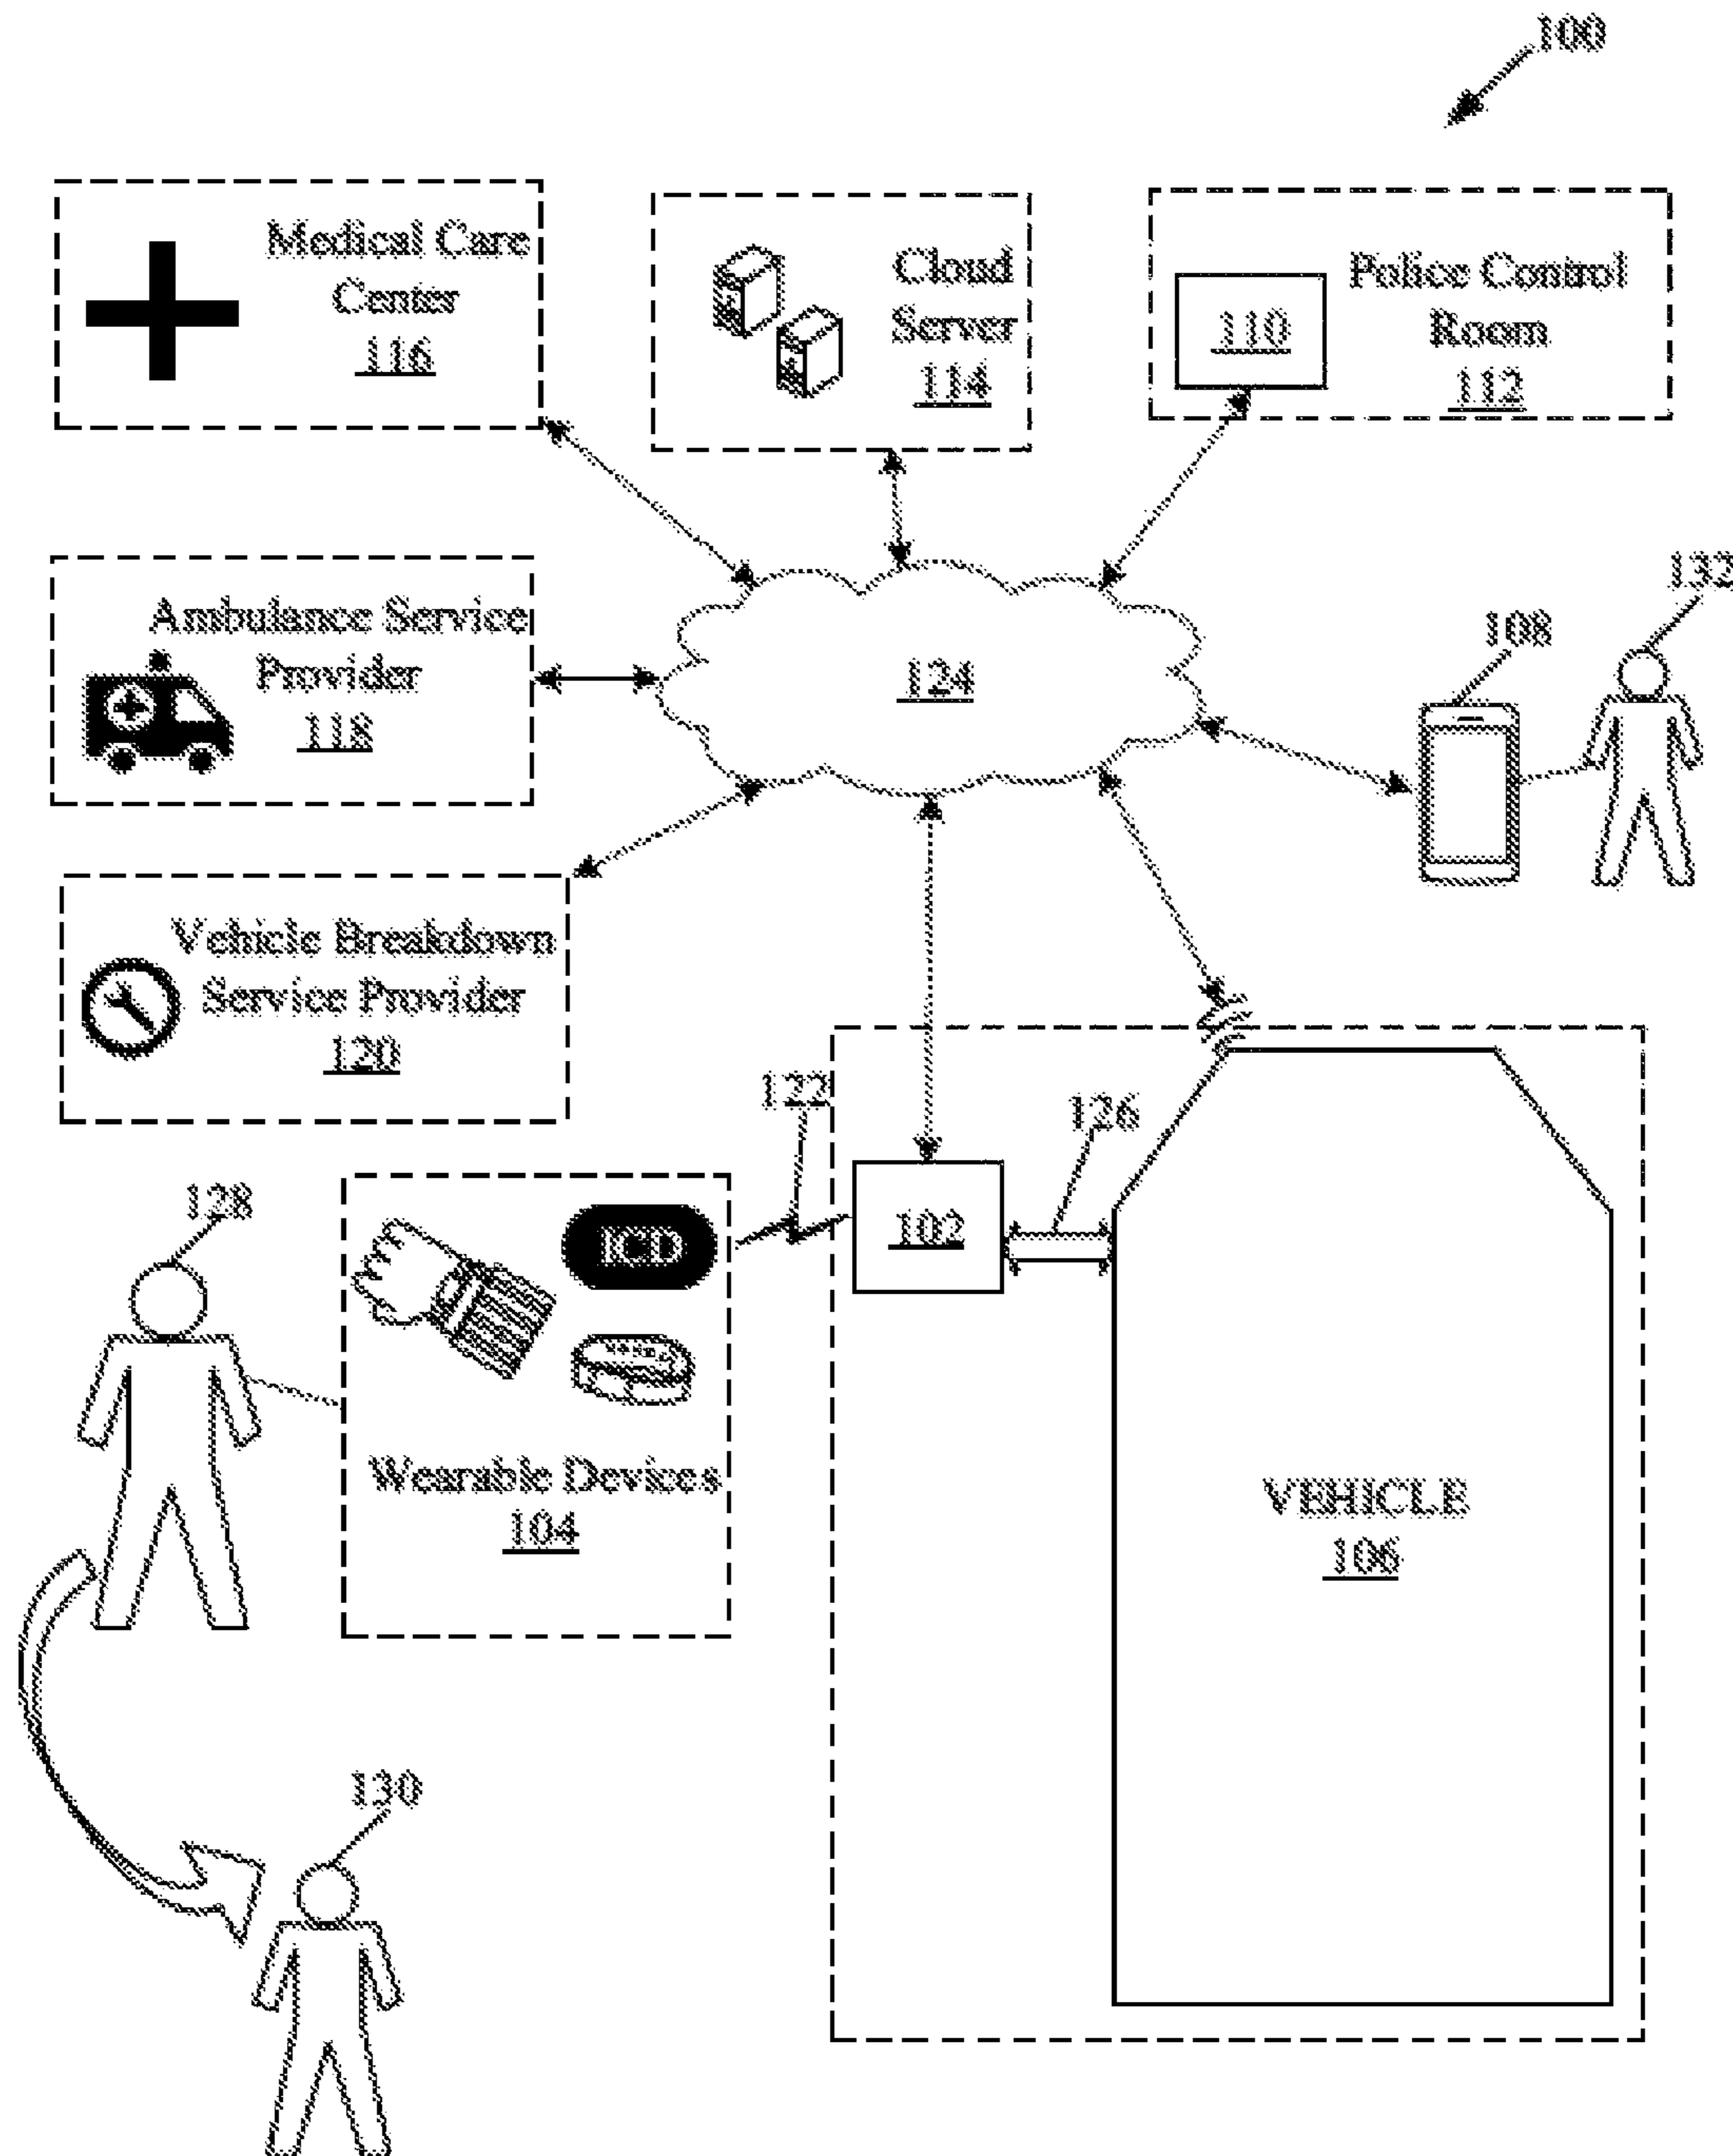 100
Medical Care
Center
116
Cloud
Server
114
Police Control
Room
112
110
Ambulance Service
Provider
118
124
108
132
Vehicle Breakdown
Service Provider
120
122
126
102
128
ICD
Wearable Devices
104
VEHICLE
106
130